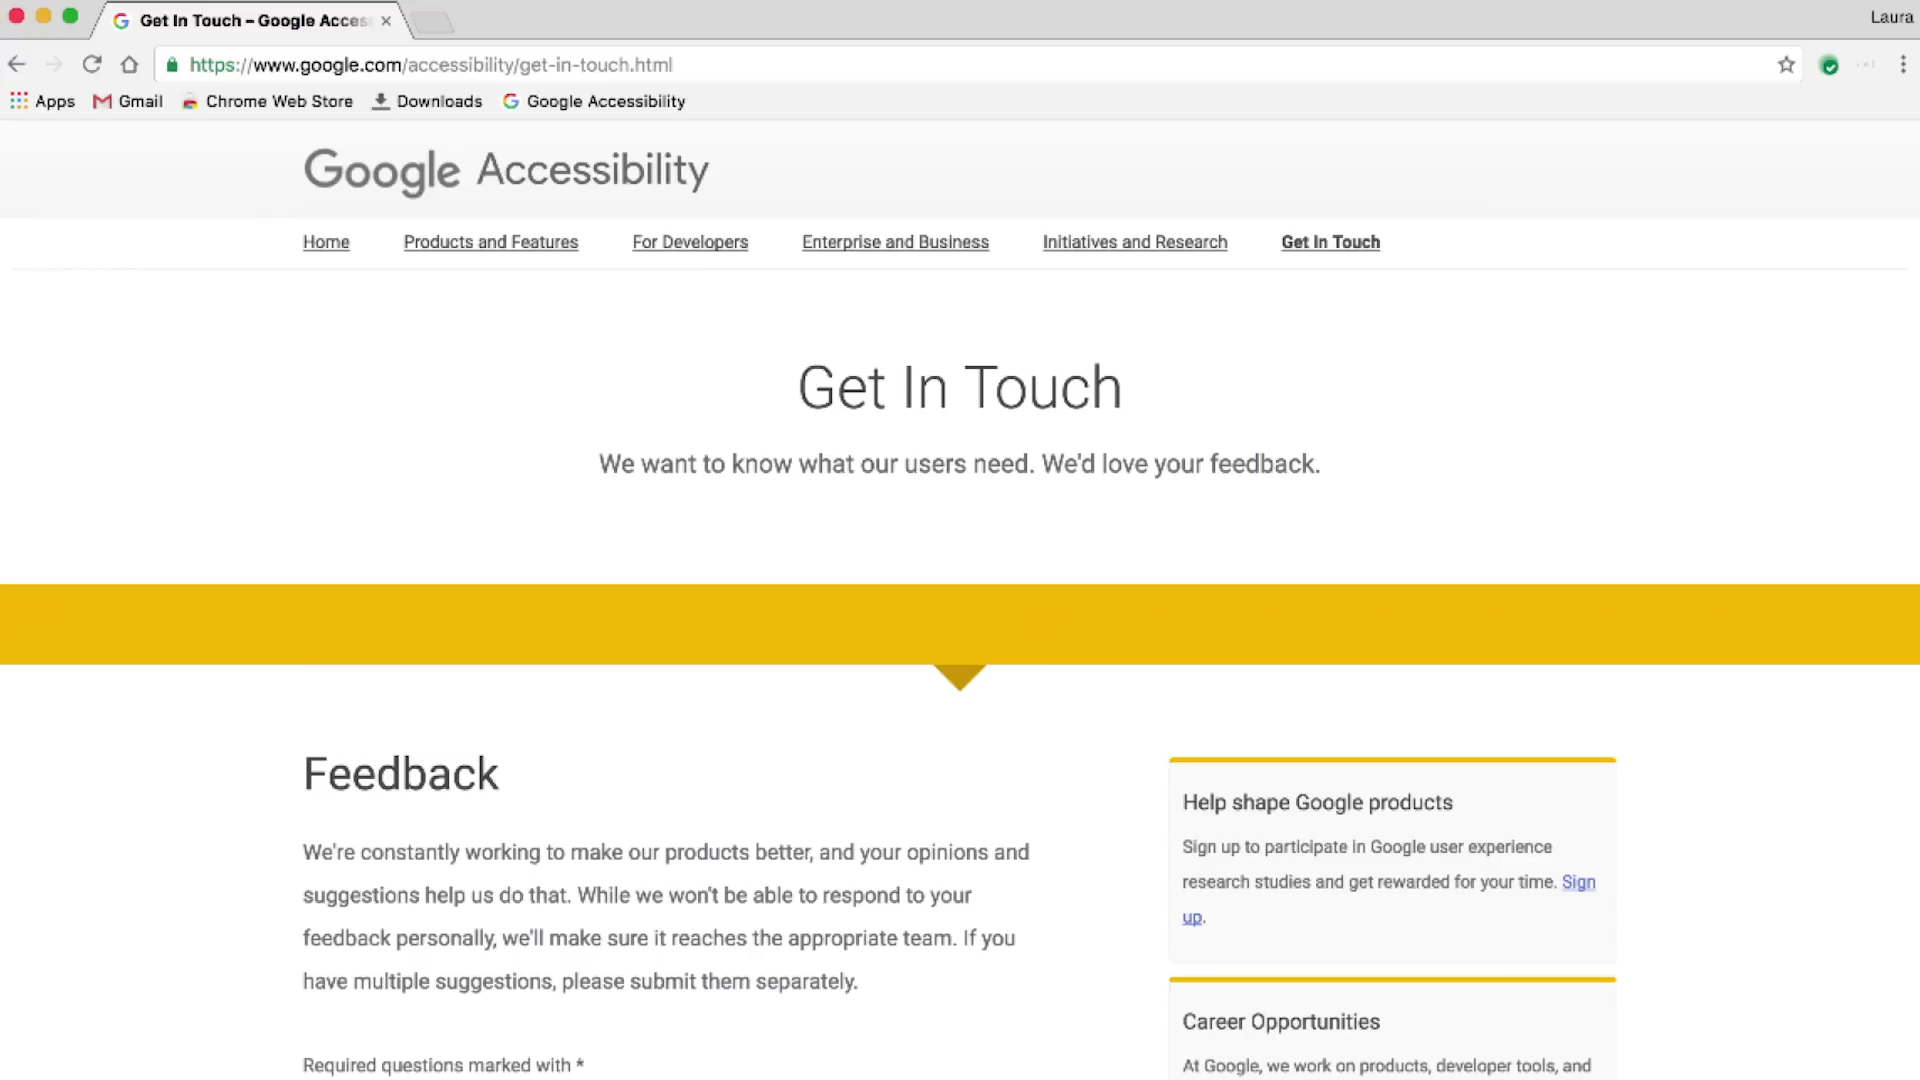 Get In Touch – Google Access
Laura
https://www.google.com/accessibility/get-in-touch.html
Apps Gmail Chrome Web Store Downloads Google Accessibility
Google Accessibility
Home Products and Features For Developers Enterprise and Business Initiatives and Research Get In Touch
Get In Touch
We want to know what our users need. We'd love your feedback.
Feedback
We're constantly working to make our products better, and your opinions and
suggestions help us do that. While we won't be able to respond to your
feedback personally, we'll make sure it reaches the appropriate team. If you
have multiple suggestions, please submit them separately.
Required questions marked with *
Help shape Google products
Sign up to participate in Google user experience
research studies and get rewarded for your time. Sign
up.
Career Opportunities
At Google, we work on products, developer tools, and